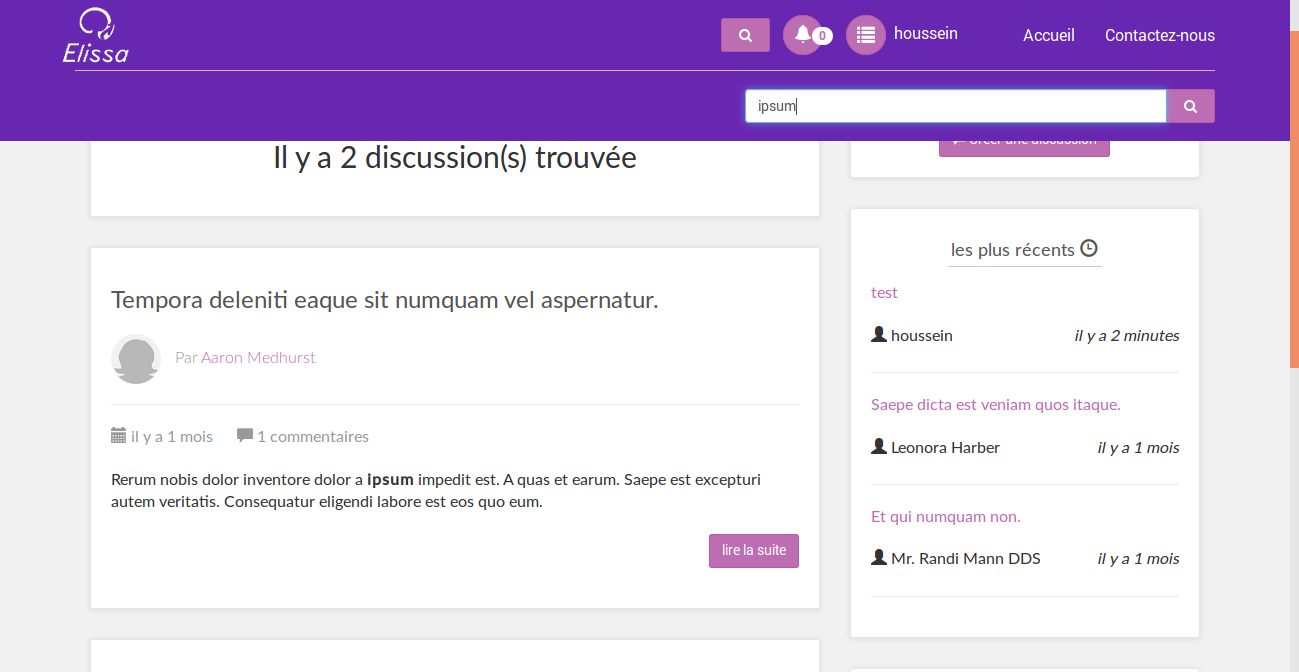 Elissa
0
houssein
Accueil
Contactez-nous
ipsum
Il y a 2 discussion(s) trouvée
Créer une discussion
Tempora deleniti eaque sit numquam vel aspernatur.
Par Aaron Medhurst
il y a 1 mois
1 commentaires
Rerum nobis dolor inventore dolor a ipsum impedit est. A quas et earum. Saepe est excepturi
autem veritatis. Consequatur eligendi labore est eos quo eum.
lire la suite
les plus récents
test
houssein il y a 2 minutes
Saepe dicta est veniam quos itaque.
Leonora Harber il y a 1 mois
Et qui numquam non.
Mr. Randi Mann DDS il y a 1 mois